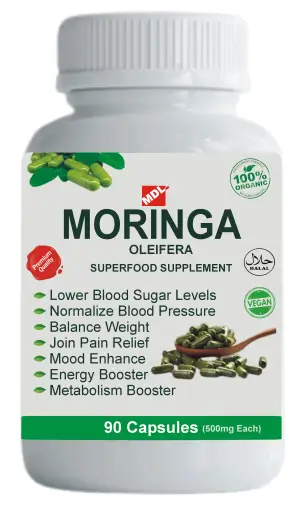 100%
ORGANIC
MDL
MORINGA
OLEIFERA
SUPERFOOD SUPPLEMENT
Premium
Quality
حلال
HALAL
Lower Blood Sugar Levels
Normalize Blood Pressure
VEGAN
Balance Weight
Join Pain Relief
Mood Enhance
Energy Booster
Metabolism Booster
90 Capsules (500mg Each)